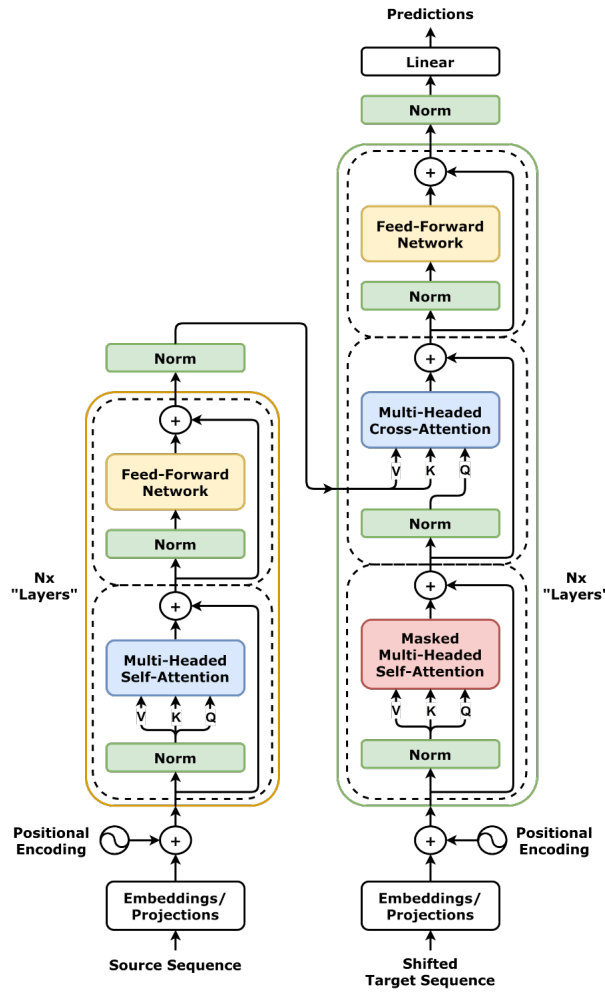 Predictions
Linear
Norm
+
Feed-Forward
Network
Norm
+
Multi-Headed
Cross-Attention
V K Q
Norm
+
Masked
Multi-Headed
Self-Attention
V K Q
Norm
Nx
"Layers"
+
Positional
Encoding
Embeddings/
Projections
Shifted
Target Sequence
Norm
+
Feed-Forward
Network
Norm
+
Multi-Headed
Self-Attention
V K Q
Norm
Nx
"Layers"
+
Positional
Encoding
Embeddings/
Projections
Source Sequence